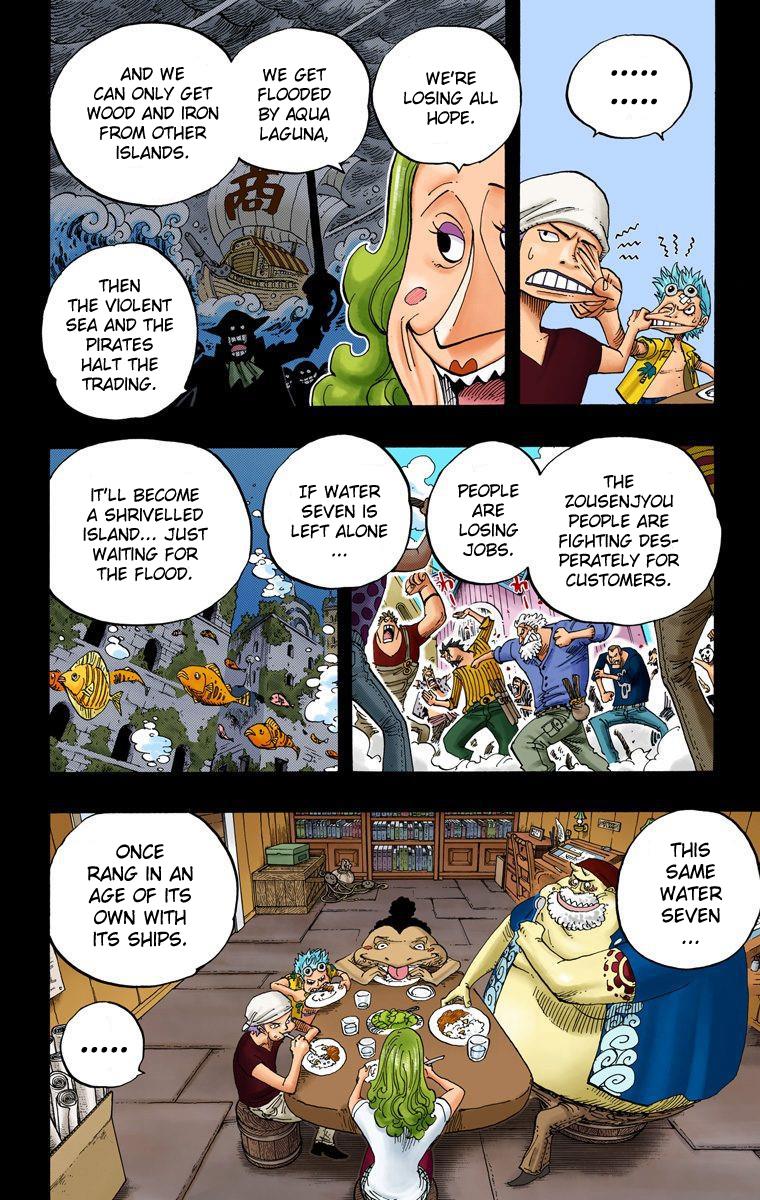 .....
.....
WE'RE
LOSING ALL
HOPE.
WE GET
FLOODED
BY AQUA
LAGUNA,
AND WE
CAN ONLY GET
WOOD AND IRON
FROM OTHER
ISLANDS.
商
THEN
THE VIOLENT
SEA AND THE
PIRATES
HALT THE
TRADING.
THE
ZOUSENJYOU
PEOPLE ARE
FIGHTING DES-
PERATELY FOR
CUSTOMERS.
PEOPLE
ARE
LOSING
JOBS.
わ
わ
IF WATER
SEVEN IS
LEFT ALONE
...
IT'LL BECOME
A SHRIVELLED
ISLAND... JUST
WAITING FOR
THE FLOOD.
THIS
SAME
WATER
SEVEN
...
ONCE
RANG IN AN
AGE OF ITS
OWN WITH
ITS SHIPS.
.....